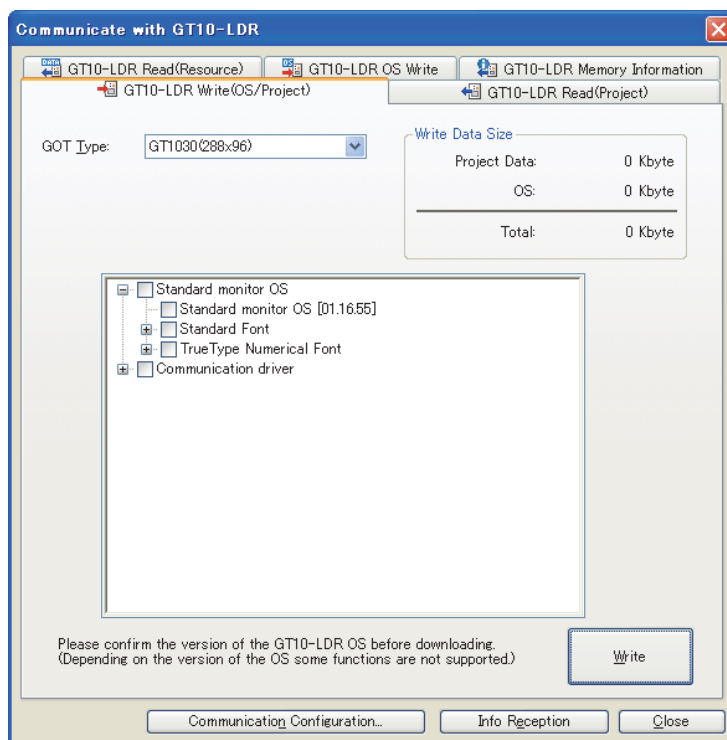 Communicate with GT10-LDR
GT10-LDR Read(Resource)
GT10-LDR OS Write
GT10-LDR Memory Information
GT10-LDR Write(OS/Project)
GT10-LDR Read(Project)
GOT Type:
GT1030(288x96)
Write Data Size
Project Data: 0 Kbyte
OS: 0 Kbyte
Total: 0 Kbyte
Standard monitor OS
Standard monitor OS [01.16.55]
Standard Font
TrueType Numerical Font
Communication driver
Please confirm the version of the GT10-LDR OS before downloading.
(Depending on the version of the OS some functions are not supported.)
Write
Communication Configuration...
Info Reception
Close